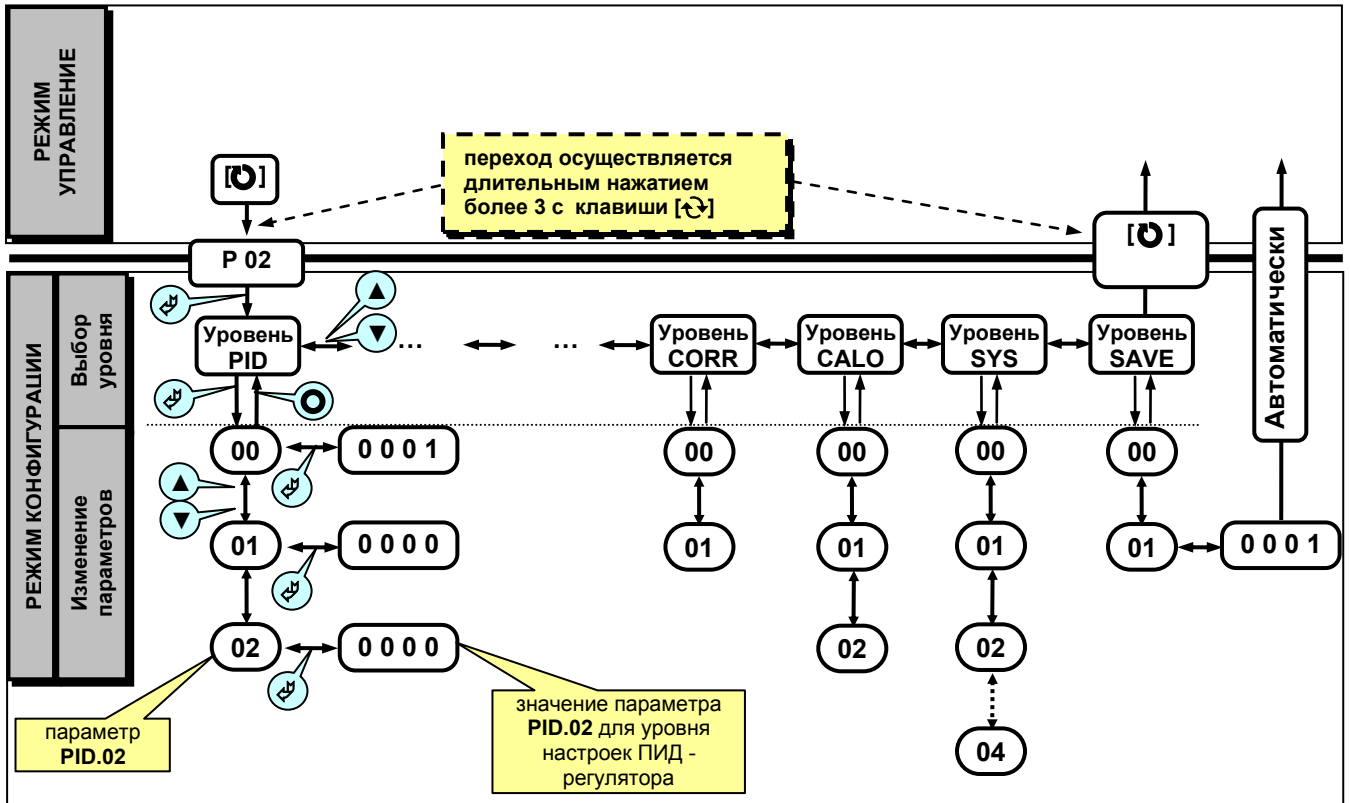 РЕЖИМ
УПРАВЛЕНИЕ
переход осуществляется
длительным нажатием
более 3 с клавиши [🗘]
[↻]
[↻]
P 02
Автоматически
РЕЖИМ КОНФИГУРАЦИИ
Выбор
уровня
Уровень
PID
▲
▼
...
...
Уровень
CORR
Уровень
CALO
Уровень
SYS
Уровень
SAVE
Изменение
параметров
00
0 0 0 1
00
00
00
00
▲
▼
01
0 0 0 0
01
01
01
01
0 0 0 1
02
0 0 0 0
02
02
04
параметр
PID.02
значение параметра
PID.02 для уровня
настроек ПИД -
регулятора